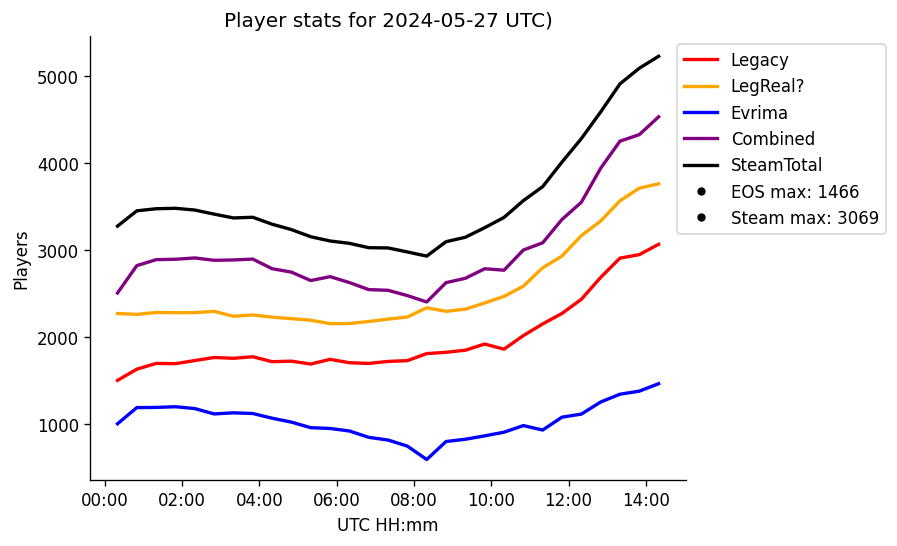 Player stats for 2024-05-27 UTC)
Legacy
LegReal?
Evrima
Combined
SteamTotal
EOS max: 1466
Steam max: 3069
Players
5000
4000
3000
2000
1000
00:00 02:00 04:00 06:00 08:00 10:00 12:00 14:00
UTC HH:mm